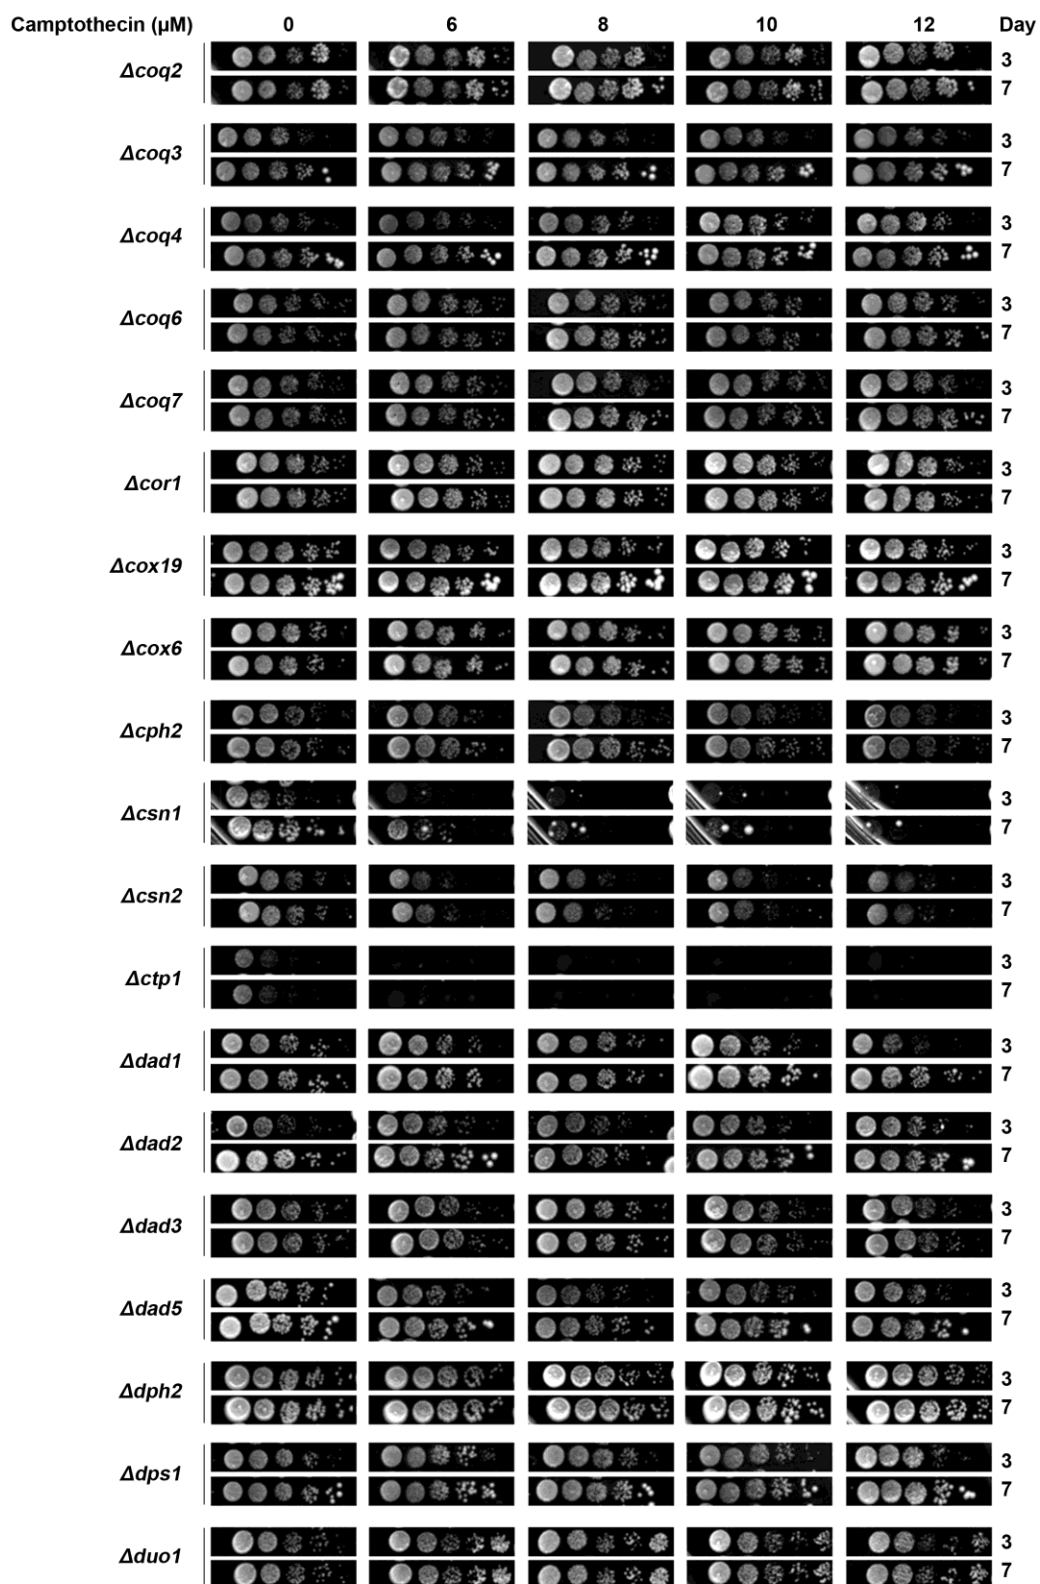 Camptothecin (µM) 0 6 8 10 12 Day
Δcoq2 3
7
Δcoq3 3
7
Δcoq4 3
7
Δcoq6 3
7
Δcoq7 3
7
Δcor1 3
7
Δcox19 3
7
Δcox6 3
7
Δcph2 3
7
Δcsn1 3
7
Δcsn2 3
7
Δctp1 3
7
Δdad1 3
7
Δdad2 3
7
Δdad3 3
7
Δdad5 3
7
Δdph2 3
7
Δdps1 3
7
Δduo1 3
7